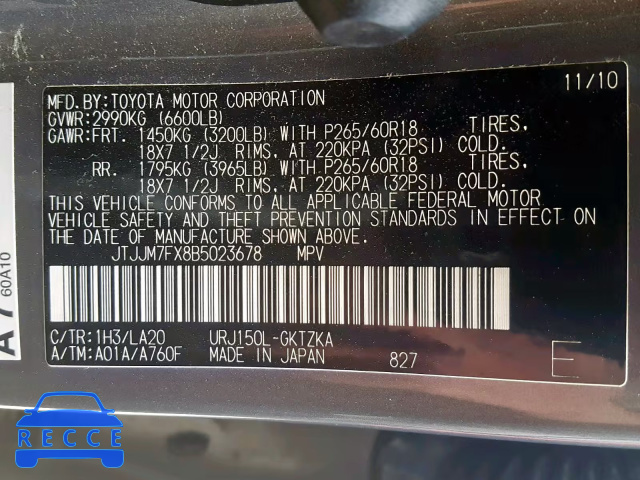 11/10
MFD.BY:TOYOTA MOTOR CORPORATION
GVWR:2990KG (6600LB)
GAWR:FRT. 1450KG (3200LB) WITH P265/60R18 TIRES,
18X7 1/2J RIMS, AT 220KPA (32PSI) COLD.
RR. 1795KG (3965LB) WITH P265/60R18 TIRES,
18X7 1/2J RIMS, AT 220KPA (32PSI) COLD.
THIS VEHICLE CONFORMS TO ALL APPLICABLE FEDERAL MOTOR
VEHICLE SAFETY AND THEFT PREVENTION STANDARDS IN EFFECT ON
THE DATE OF MANUFACTURE SHOWN ABOVE.
JTJJM7FX8B5023678 MPV
C/TR:1H3/LA20 URJ150L-GKTZKA
A/TM:A01A/A760F MADE IN JAPAN 827 E
A7
60A10
RECCE